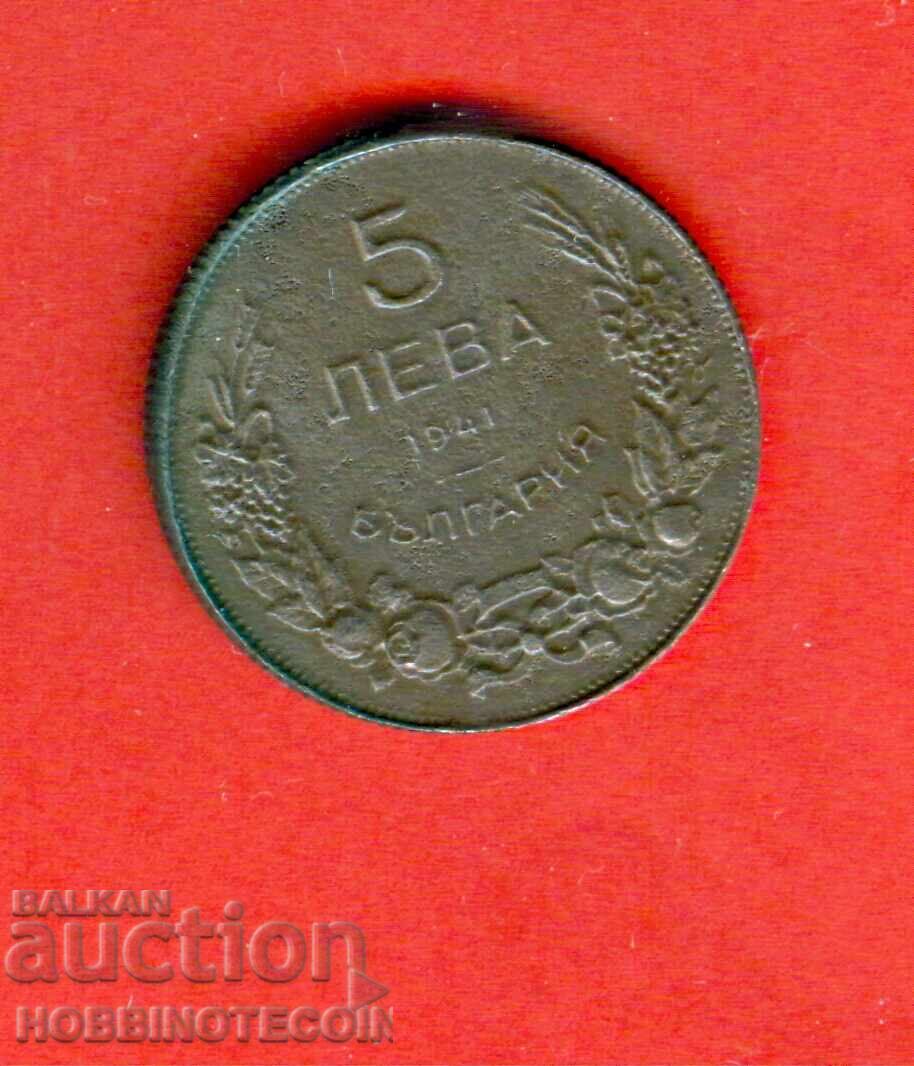 5
ЛЕВА
1941
БЪЛГАРИЯ
BALKAN
auction
HOBBINOTECOIN